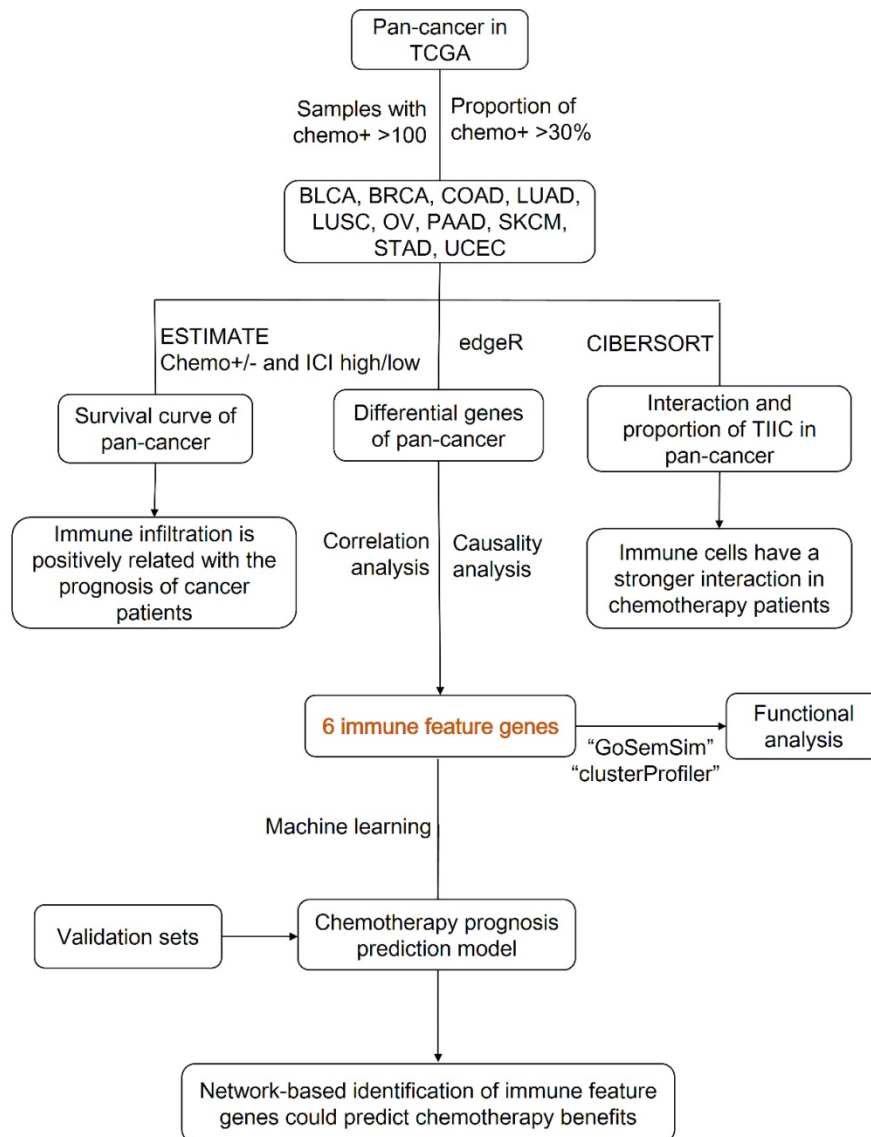 Pan-cancer in
TCGA
Samples with
chemo+ >100
Proportion of
chemo+ >30%
BLCA, BRCA, COAD, LUAD,
LUSC, OV, PAAD, SKCM,
STAD, UCEC
ESTIMATE
Chemo+/- and ICI high/low
edgeR
CIBERSORT
Survival curve of
pan-cancer
Differential genes
of pan-cancer
Interaction and
proportion of TIIC in
pan-cancer
Immune infiltration is
positively related with the
prognosis of cancer
patients
Correlation
analysis
Causality
analysis
Immune cells have a
stronger interaction in
chemotherapy patients
6 immune feature genes
“GoSemSim”
“clusterProfiler”
Functional
analysis
Machine learning
Validation sets
Chemotherapy prognosis
prediction model
Network-based identification of immune feature
genes could predict chemotherapy benefits